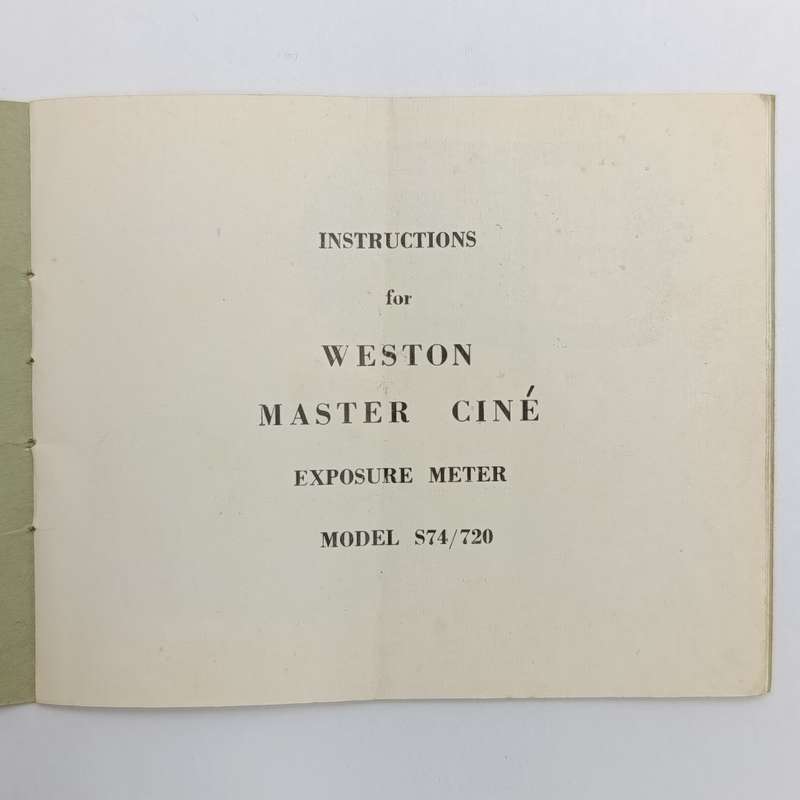 INSTRUCTIONS
for
WESTON
MASTER CINÉ
EXPOSURE METER
MODEL S74/720